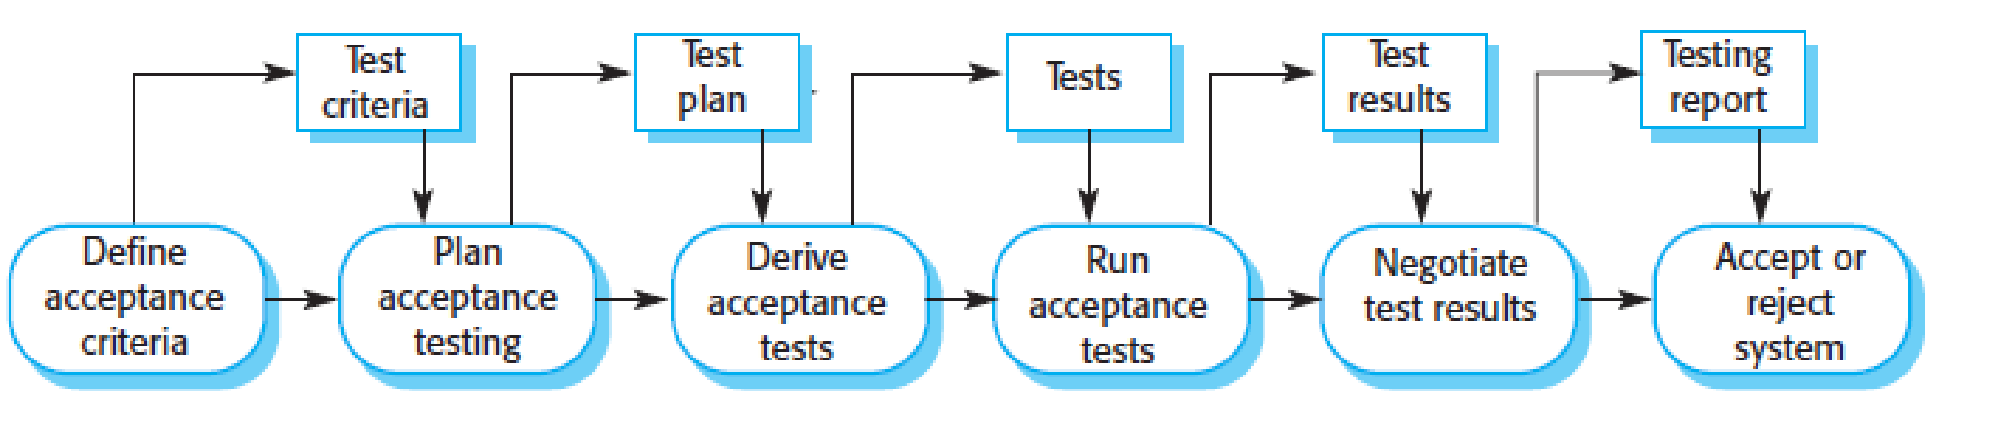 Test
criteria
Test
plan
Tests
Test
results
Testing
report
Define
acceptance
criteria
Plan
acceptance
testing
Derive
acceptance
tests
Run
acceptance
tests
Negotiate
test results
Accept or
reject
system